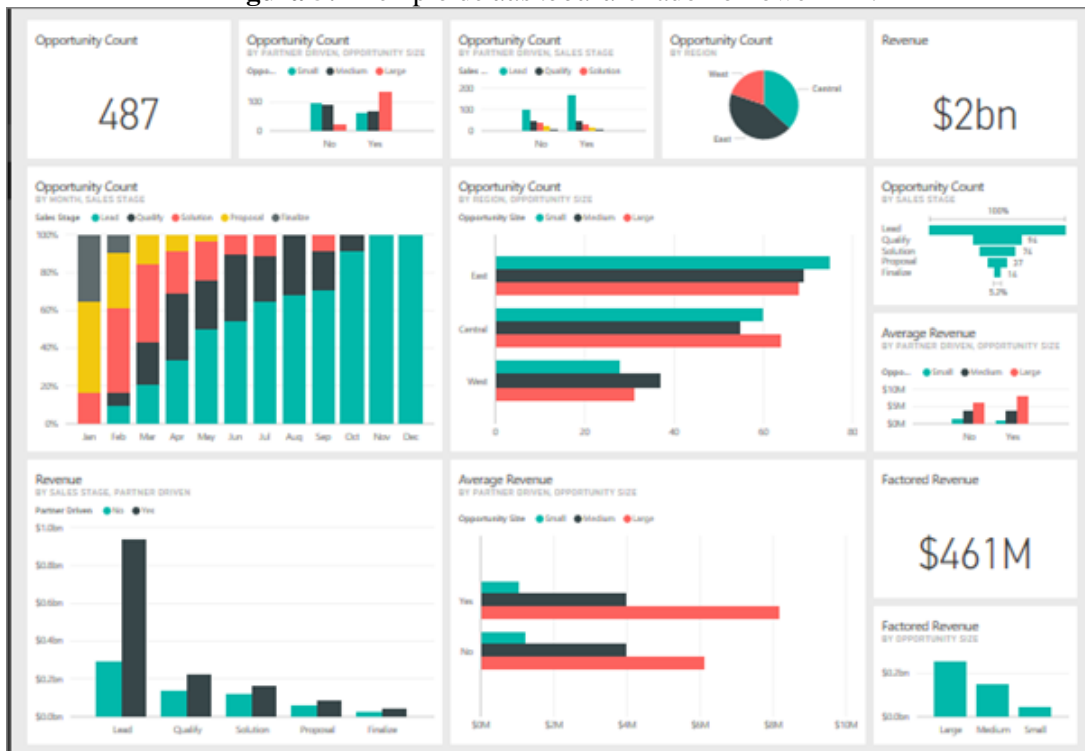 Opportunity Count
487
Opportunity Count
BY PARTNER DRIVEN, OPPORTUNITY SIZE
Oppo... Small Medium Large
100
0
No Yes
Opportunity Count
BY PARTNER DRIVEN, SALES STAGE
Sales ... Lead Qualify Solution
200
100
0
No Yes
Opportunity Count
BY REGION
West
Central
East
Revenue
$2bn
Opportunity Count
BY MONTH, SALES STAGE
Sales Stage Lead Qualify Solution Proposal Finalize
100%
80%
60%
40%
20%
0%
Jan Feb Mar Apr May Jun Jul Aug Sep Oct Nov Dec
Opportunity Count
BY REGION, OPPORTUNITY SIZE
Opportunity Size Small Medium Large
East
Central
West
0 20 40 60 80
Opportunity Count
BY SALES STAGE
100%
Lead
Qualify 94
Solution 74
Proposal 37
Finalize 14
5.2%
Average Revenue
BY PARTNER DRIVEN, OPPORTUNITY SIZE
Oppo... Small Medium Large
$10M
$5M
$0M
No Yes
Revenue
BY SALES STAGE, PARTNER DRIVEN
Partner Driven No Yes
$1.0bn
$0.8bn
$0.6bn
$0.4bn
$0.2bn
$0.0bn
Lead Qualify Solution Proposal Finalize
Average Revenue
BY PARTNER DRIVEN, OPPORTUNITY SIZE
Opportunity Size Small Medium Large
Yes
No
$0M $2M $4M $6M $8M $10M
Factored Revenue
$461M
Factored Revenue
BY OPPORTUNITY SIZE
$0.2bn
$0.0bn
Large Medium Small